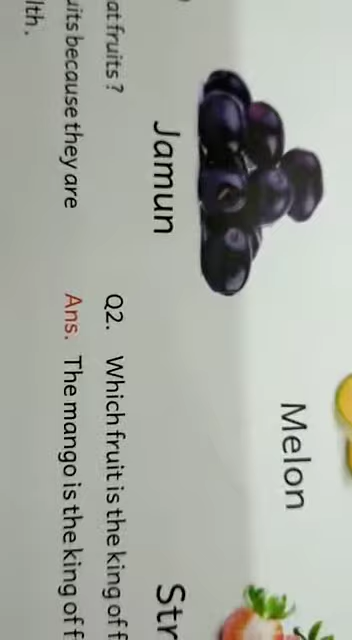 Melon
Jamun
Str
at fruits ?
uits because they are
lth.
Q2. Which fruit is the king of f
Ans. The mango is the king of f